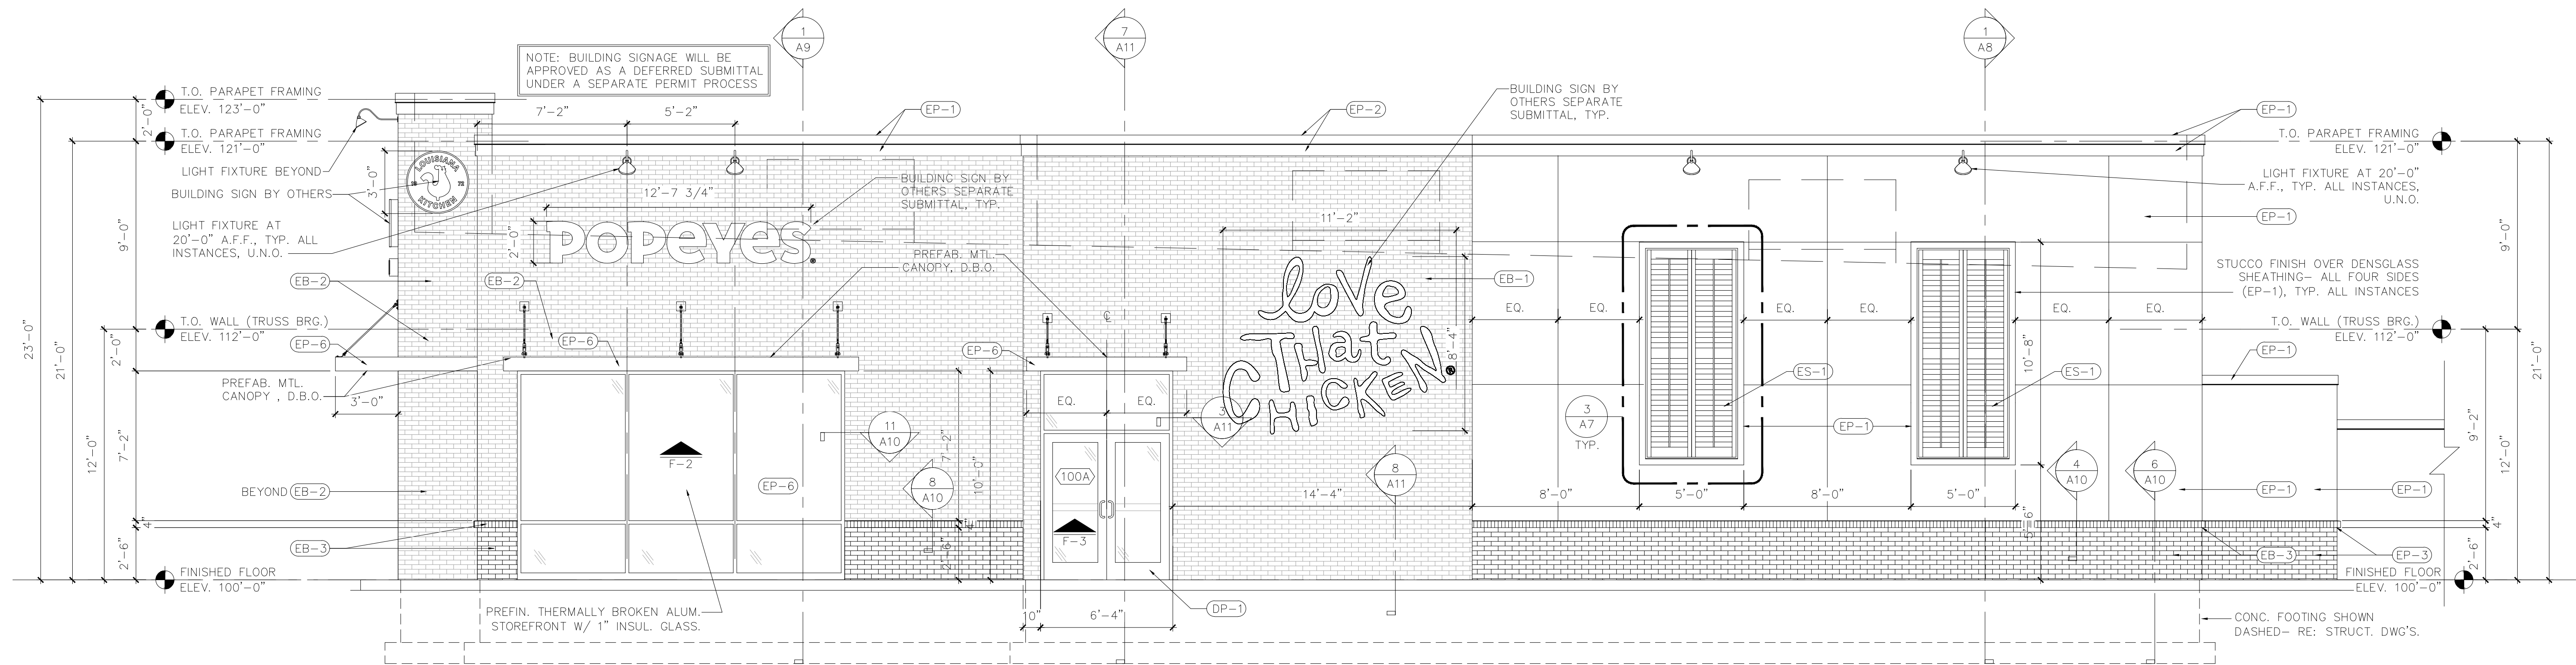 1
A9
7
A11
1
A8
NOTE: BUILDING SIGNAGE WILL BE
APPROVED AS A DEFERRED SUBMITTAL
UNDER A SEPARATE PERMIT PROCESS
T.O. PARAPET FRAMING
ELEV. 123'-0"
T.O. PARAPET FRAMING
ELEV. 121'-0"
LIGHT FIXTURE BEYOND
BUILDING SIGN BY OTHERS
LIGHT FIXTURE AT
20'-0" A.F.F., TYP. ALL
INSTANCES, U.N.O.
EB-2
T.O. WALL (TRUSS BRG.)
ELEV. 112'-0"
EP-6
PREFAB. MTL.
CANOPY , D.B.O.
3'-0"
BEYOND EB-2
EB-3
FINISHED FLOOR
ELEV. 100'-0"
23'-0"
21'-0"
12'-0"
2'-0"
9'-0"
2'-0"
7'-2"
4"
2'-6"
3'-0"
LOUISIANA
18 72
KITCHEN
7'-2"
5'-2"
EP-1
12'-7 3/4"
2'-0"
POPEYES®
BUILDING SIGN BY
OTHERS SEPARATE
SUBMITTAL, TYP.
PREFAB. MTL.
CANOPY, D.B.O.
EB-2
EP-6
EP-6
F-2
EP-6
11
A10
8
A10
7'-2"
4"
2'-6"
10'-0"
PREFIN. THERMALLY BROKEN ALUM.
STOREFRONT W/ 1" INSUL. GLASS.
℄
EQ.
EQ.
100A
F-3
DP-1
10"
6'-4"
3
A11
EP-2
BUILDING SIGN BY
OTHERS SEPARATE
SUBMITTAL, TYP.
11'-2"
EB-1
love
THat
CHICKEN®
8'-4"
8
A11
14'-4"
EQ.
EQ.
EQ.
EQ.
EQ.
EQ.
3
A7
TYP.
ES-1
ES-1
EP-1
10'-8"
5'-6"
8'-0"
5'-0"
8'-0"
5'-0"
4
A10
6
A10
EP-1
T.O. PARAPET FRAMING
ELEV. 121'-0"
LIGHT FIXTURE AT 20'-0"
A.F.F., TYP. ALL INSTANCES,
U.N.O.
EP-1
STUCCO FINISH OVER DENSGLASS
SHEATHING- ALL FOUR SIDES
(EP-1), TYP. ALL INSTANCES
T.O. WALL (TRUSS BRG.)
ELEV. 112'-0"
EP-1
EP-1
EP-1
EB-3
EP-3
FINISHED FLOOR
ELEV. 100'-0"
9'-0"
9'-2"
4"
2'-6"
12'-0"
21'-0"
CONC. FOOTING SHOWN
DASHED- RE: STRUCT. DWG'S.